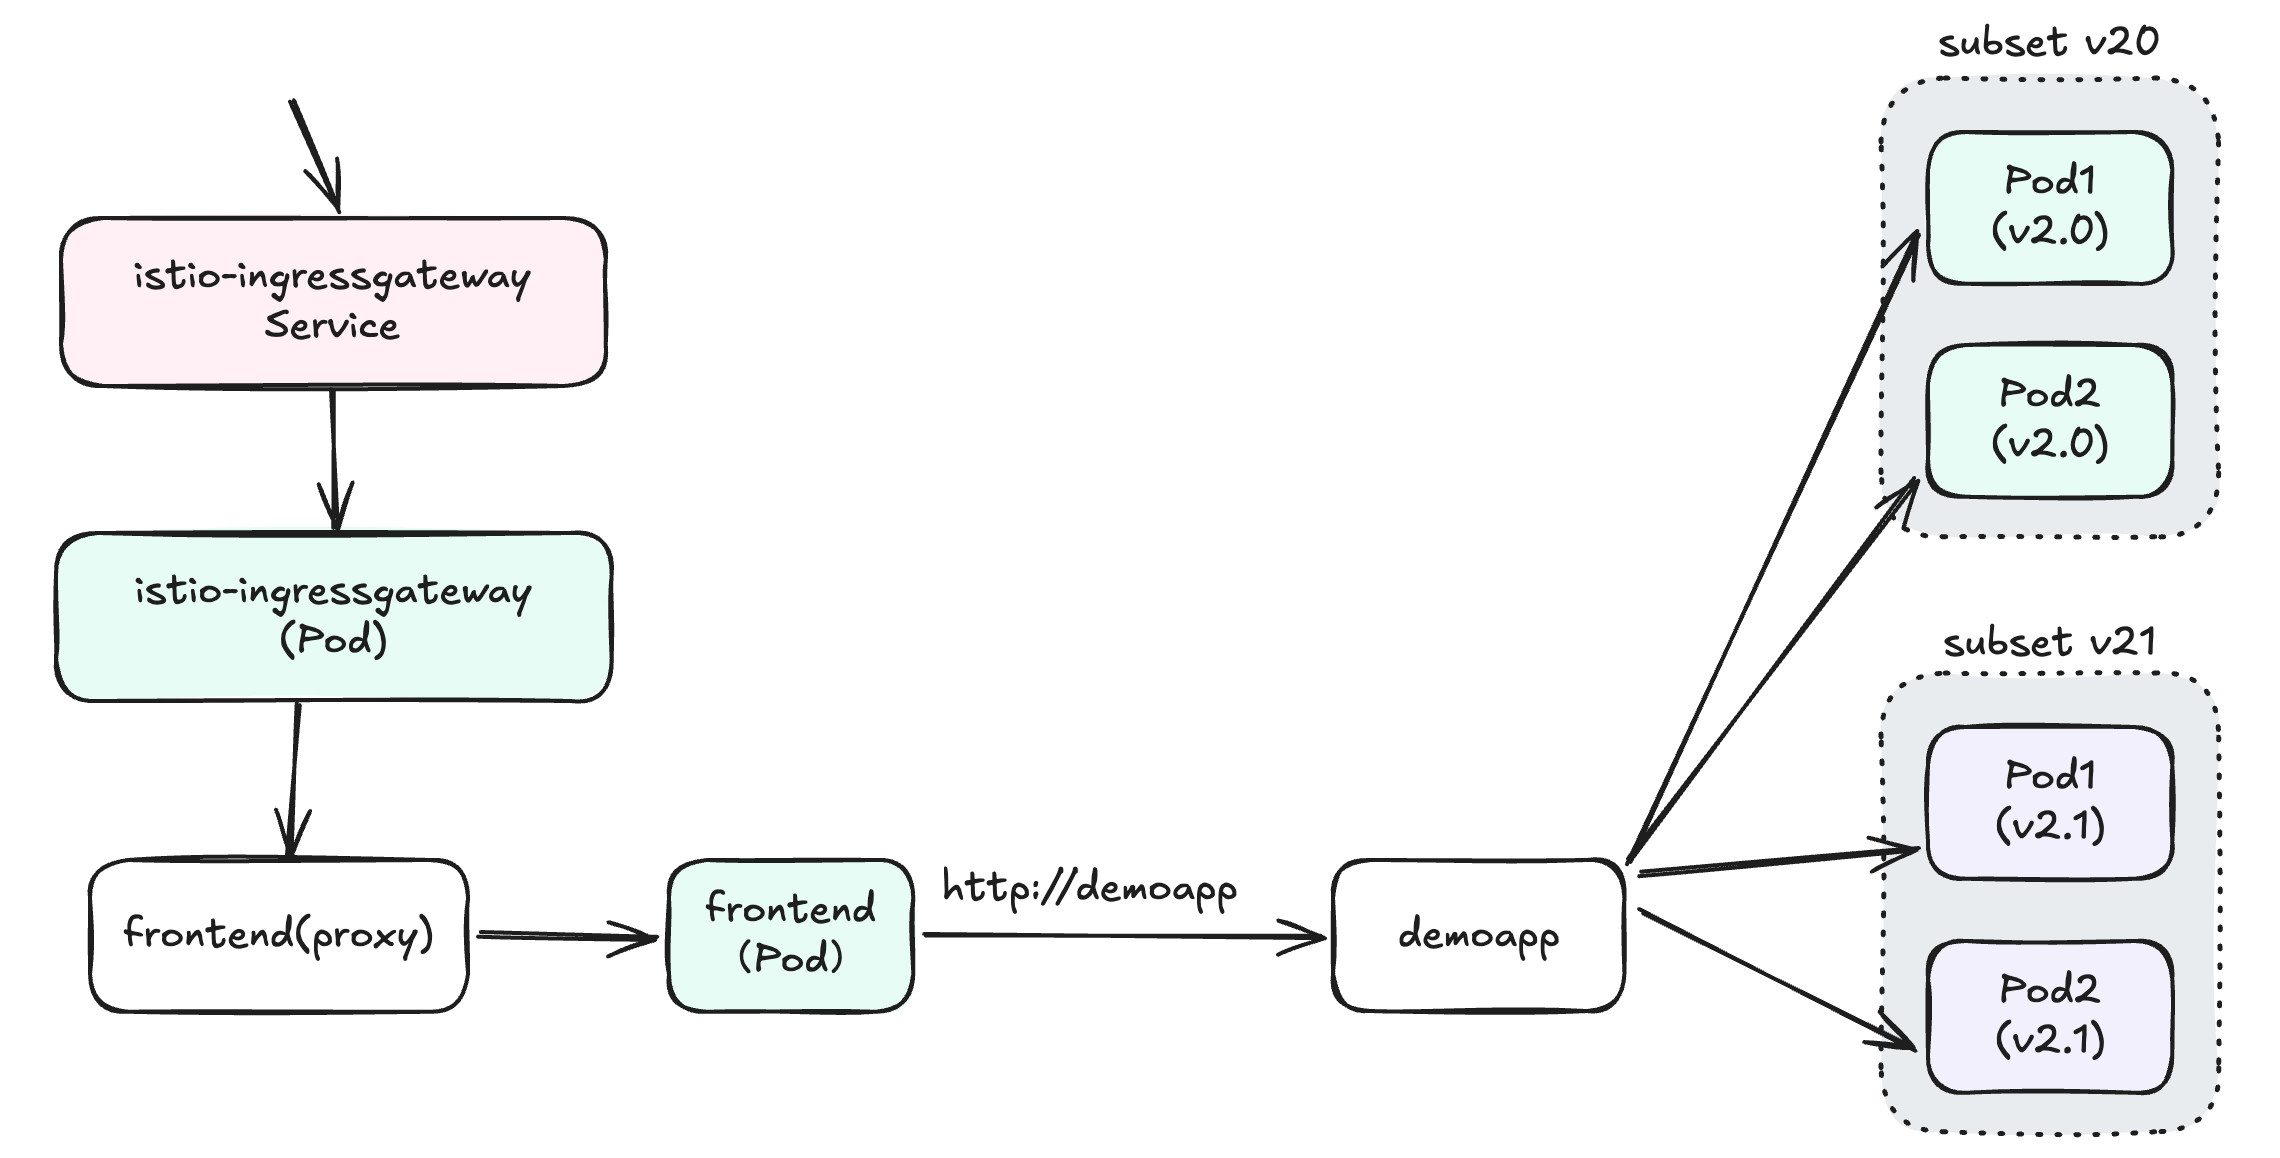 subset v20
Pod1
(v2.0)
Pod2
(v2.0)
istio-ingressgateway
Service
istio-ingressgateway
(Pod)
subset v21
Pod1
(v2.1)
Pod2
(v2.1)
frontend(proxy)
frontend
(Pod)
http://demoapp
demoapp